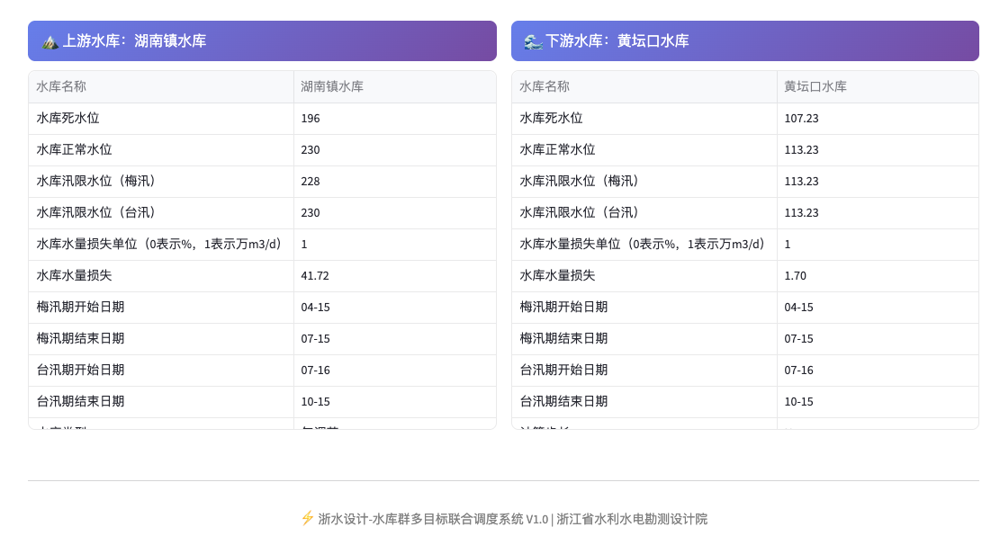 上游水库：湖南镇水库
水库名称 湖南镇水库
水库死水位 196
水库正常水位 230
水库汛限水位（梅汛） 228
水库汛限水位（台汛） 230
水库水量损失单位（0表示%，1表示万m3/d） 1
水库水量损失 41.72
梅汛期开始日期 04-15
梅汛期结束日期 07-15
台汛期开始日期 07-16
台汛期结束日期 10-15
下游水库：黄坛口水库
水库名称 黄坛口水库
水库死水位 107.23
水库正常水位 113.23
水库汛限水位（梅汛） 113.23
水库汛限水位（台汛） 113.23
水库水量损失单位（0表示%，1表示万m3/d） 1
水库水量损失 1.70
梅汛期开始日期 04-15
梅汛期结束日期 07-15
台汛期开始日期 07-16
台汛期结束日期 10-15
浙水设计-水库群多目标联合调度系统 V1.0 | 浙江省水利水电勘测设计院